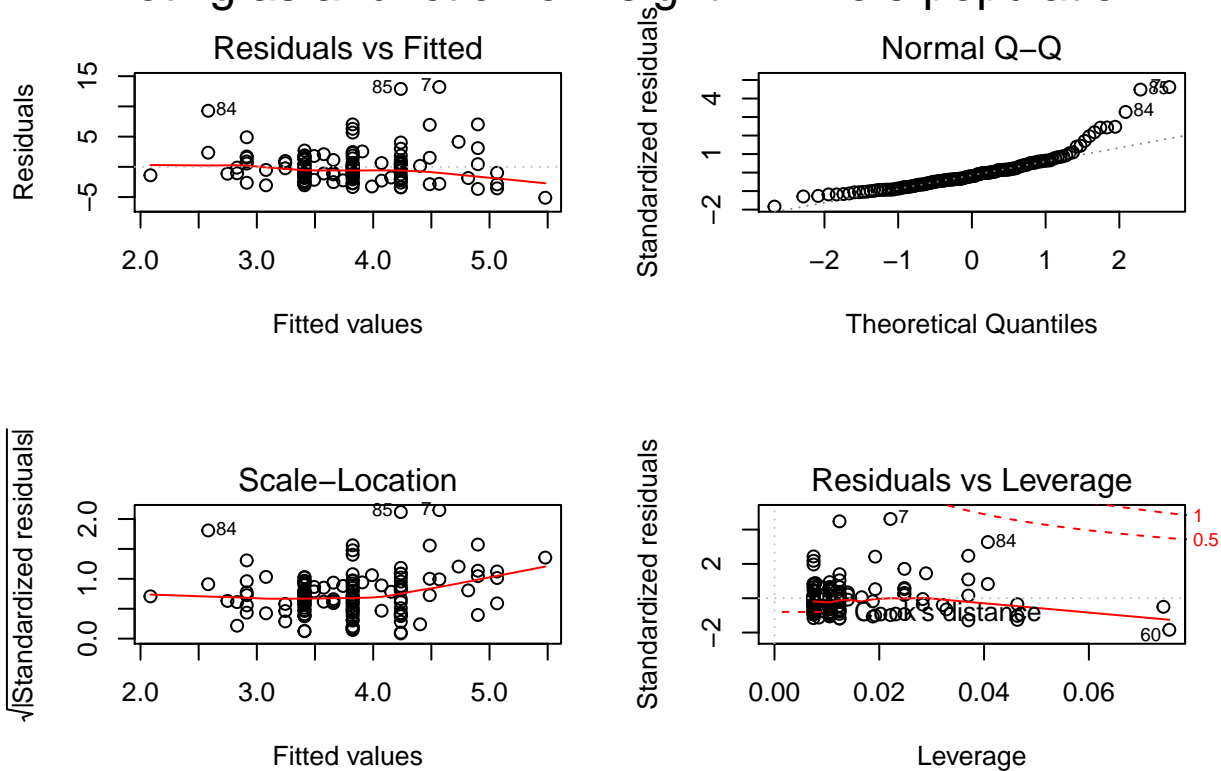 Residuals vs Fitted
Residuals
15
5
−5
84
85
7
2.0 3.0 4.0 5.0
Fitted values
Normal Q−Q
Standardized residuals
4
1
−2
84
−2 −1 0 1 2
Theoretical Quantiles
Scale−Location
√|Standardized residuals|
2.0
1.0
0.0
84
85
7
2.0 3.0 4.0 5.0
Fitted values
Residuals vs Leverage
Standardized residuals
2
−2
7
84
1
0.5
Cook's distance
60
0.00 0.02 0.04 0.06
Leverage